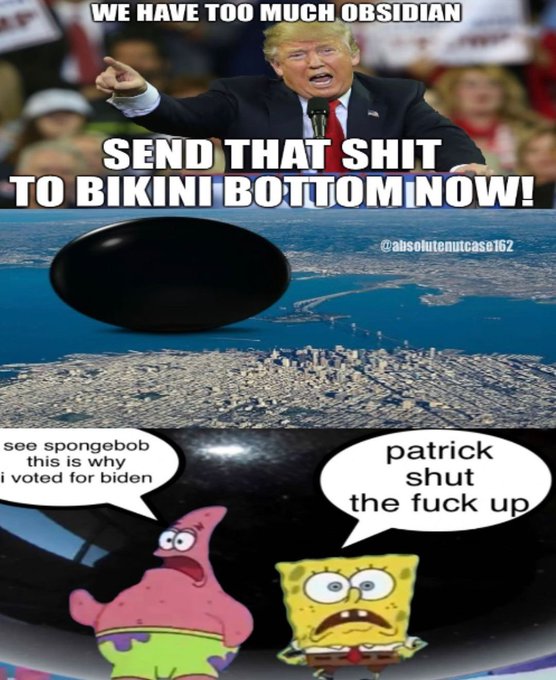 WE HAVE TOO MUCH OBSIDIAN
SEND THAT SHIT
TO BIKINI BOTTOM NOW!
@absolutenutcase162
see spongebob
this is why
i voted for biden
patrick
shut
the fuck up